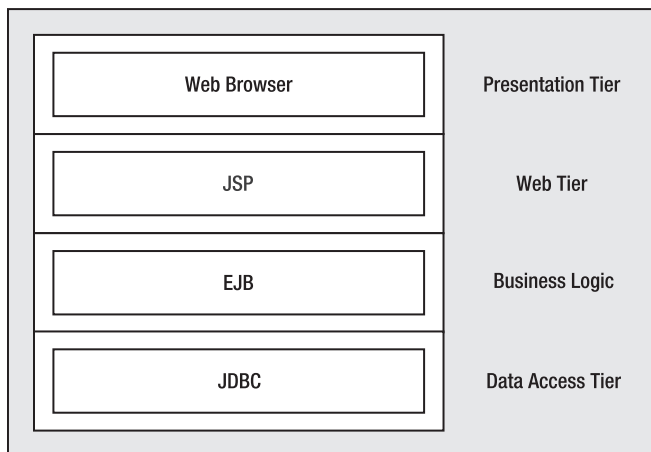 Web Browser
Presentation Tier
JSP
Web Tier
EJB
Business Logic
JDBC
Data Access Tier